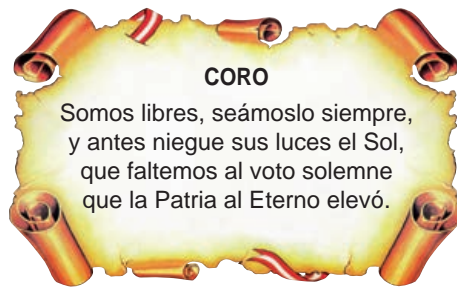 CORO
Somos libres, seámoslo siempre,
y antes niegue sus luces el Sol,
que faltemos al voto solemne
que la Patria al Eterno elevó.